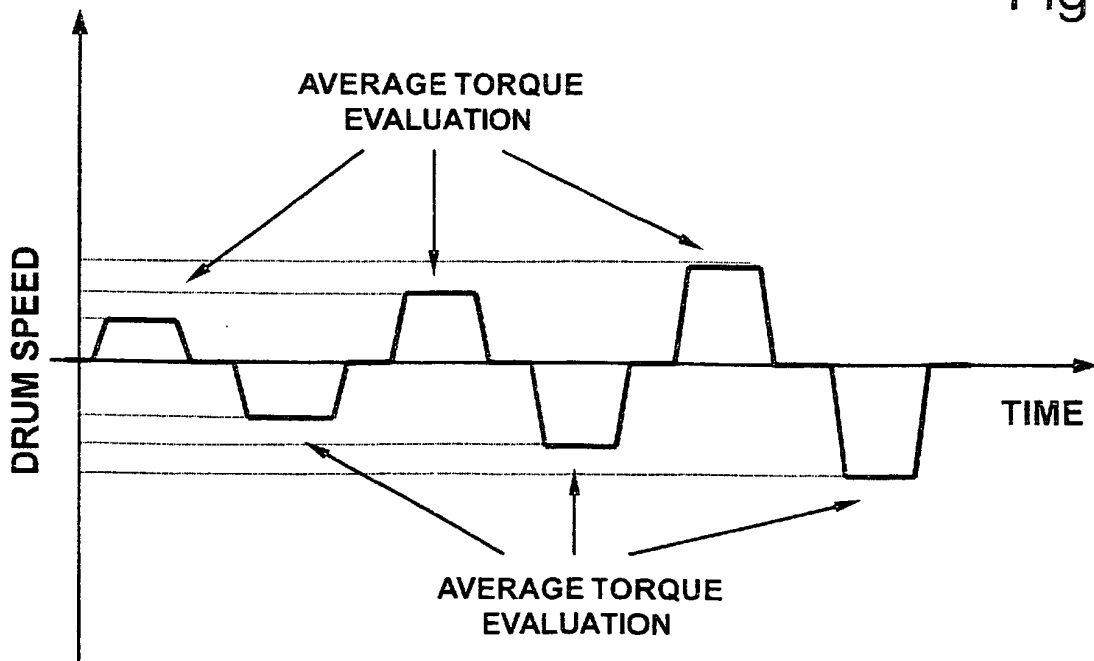 Fig
AVERAGE TORQUE
EVALUATION
DRUM SPEED
TIME
AVERAGE TORQUE
EVALUATION